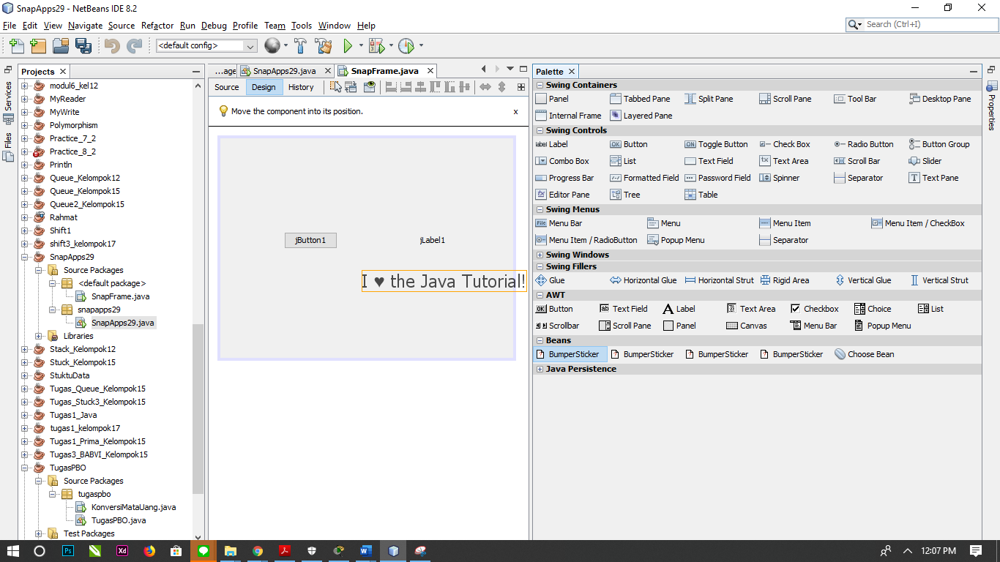 SnapApps29 - NetBeans IDE 8.2
File Edit View Navigate Source Refactor Run Debug Profile Team Tools Window Help
Search (Ctrl+I)
<default config>
Services
Files
Projects
modul6_kel12
MyReader
MyWrite
Polymorphism
Practice_7_2
Practice_8_2
Println
Queue_Kelompok12
Queue_Kelompok15
Queue2_Kelompok15
Rahmat
Shift1
shift3_kelompok17
SnapApps29
Source Packages
<default package>
SnapFrame.java
snapapps29
SnapApps29.java
Libraries
Stack_Kelompok12
Stuck_Kelompok15
StuktuData
Tugas_Queue_Kelompok15
Tugas_Stuck3_Kelompok15
Tugas1_Java
tugas1_kelompok17
Tugas1_Prima_Kelompok15
Tugas3_BABVI_Kelompok15
TugasPBO
Source Packages
tugaspbo
KonversiMataUang.java
TugasPBO.java
Test Packages
...age SnapApps29.java SnapFrame.java
Source Design History
Move the component into its position.
x
jButton1 jLabel1
I ♥ the Java Tutorial!
Palette
Swing Containers
Panel Tabbed Pane Split Pane Scroll Pane Tool Bar Desktop Pane
Internal Frame Layered Pane
Swing Controls
Label Button Toggle Button Check Box Radio Button Button Group
Combo Box List Text Field Text Area Scroll Bar Slider
Progress Bar Formatted Field Password Field Spinner Separator Text Pane
Editor Pane Tree Table
Swing Menus
Menu Bar Menu Menu Item Menu Item / CheckBox
Menu Item / RadioButton Popup Menu Separator
Swing Windows
Swing Fillers
Glue Horizontal Glue Horizontal Strut Rigid Area Vertical Glue Vertical Strut
AWT
Button Text Field Label Text Area Checkbox Choice List
Scrollbar Scroll Pane Panel Canvas Menu Bar Popup Menu
Beans
BumperSticker BumperSticker BumperSticker BumperSticker Choose Bean
Java Persistence
Properties
Ps Xd 12:07 PM